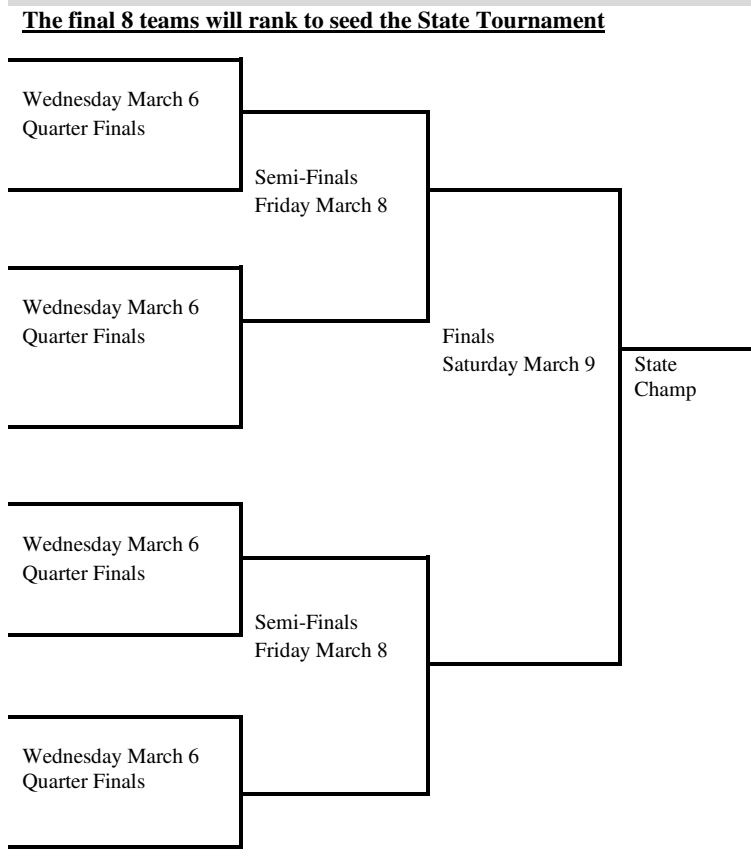 The final 8 teams will rank to seed the State Tournament
Wednesday March 6
Quarter Finals
Semi-Finals
Friday March 8
Wednesday March 6
Quarter Finals
Finals
Saturday March 9
State
Champ
Wednesday March 6
Quarter Finals
Semi-Finals
Friday March 8
Wednesday March 6
Quarter Finals